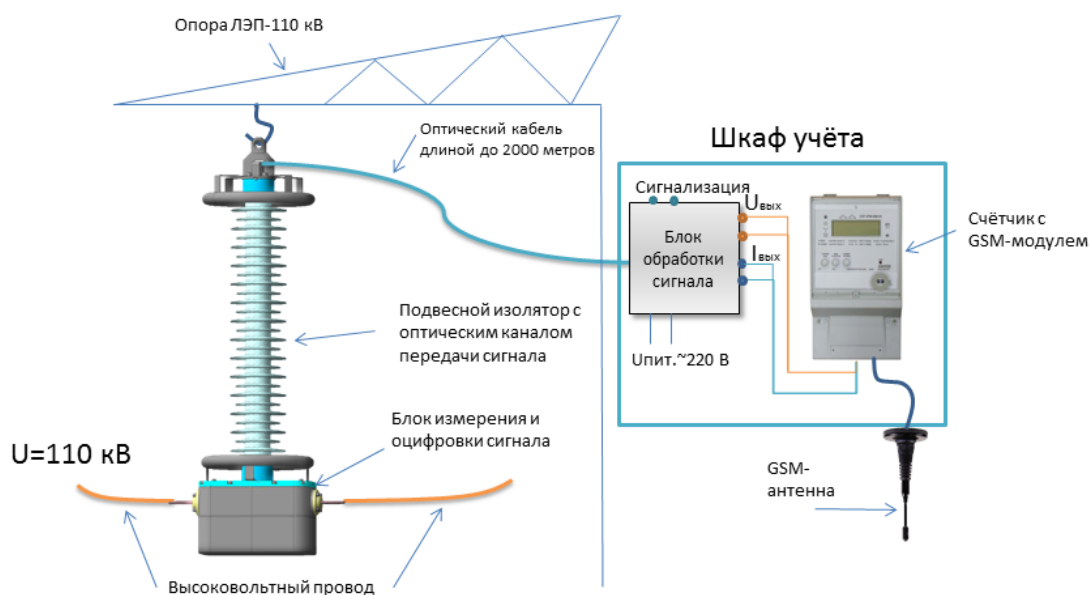 Опора ЛЭП-110 кВ
Оптический кабель
длиной до 2000 метров
Шкаф учёта
Сигнализация
Uвых
Iвых
Блок
обработки
сигнала
Uпит.~220 В
Счётчик с
GSM-модулем
Подвесной изолятор с
оптическим каналом
передачи сигнала
Блок измерения и
оцифровки сигнала
U=110 кВ
GSM-
антенна
Высоковольтный провод